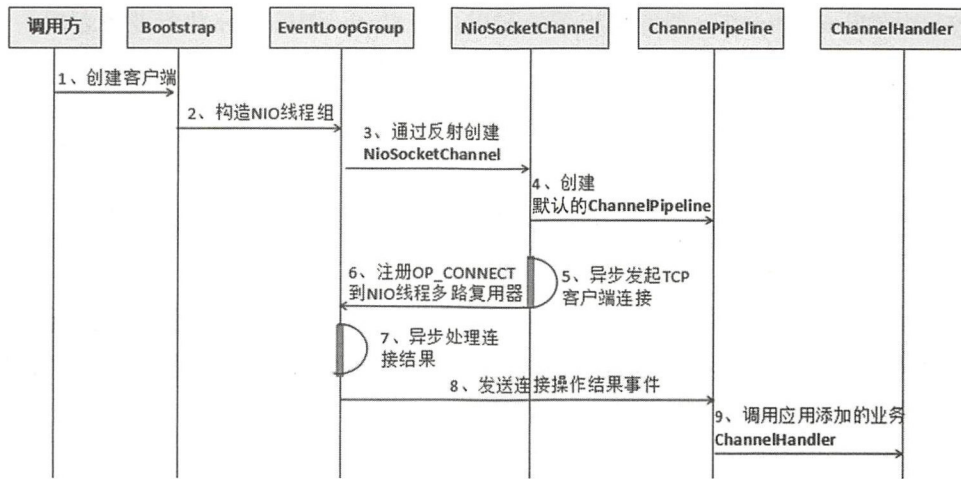 调用方
Bootstrap
EventLoopGroup
NioSocketChannel
ChannelPipeline
ChannelHandler
1、创建客户端
2、构造NIO线程组
3、通过反射创建
NioSocketChannel
4、创建
默认的ChannelPipeline
5、异步发起TCP
客户端连接
6、注册OP_CONNECT
到NIO线程多路复用器
7、异步处理连
接结果
8、发送连接操作结果事件
9、调用应用添加的业务
ChannelHandler